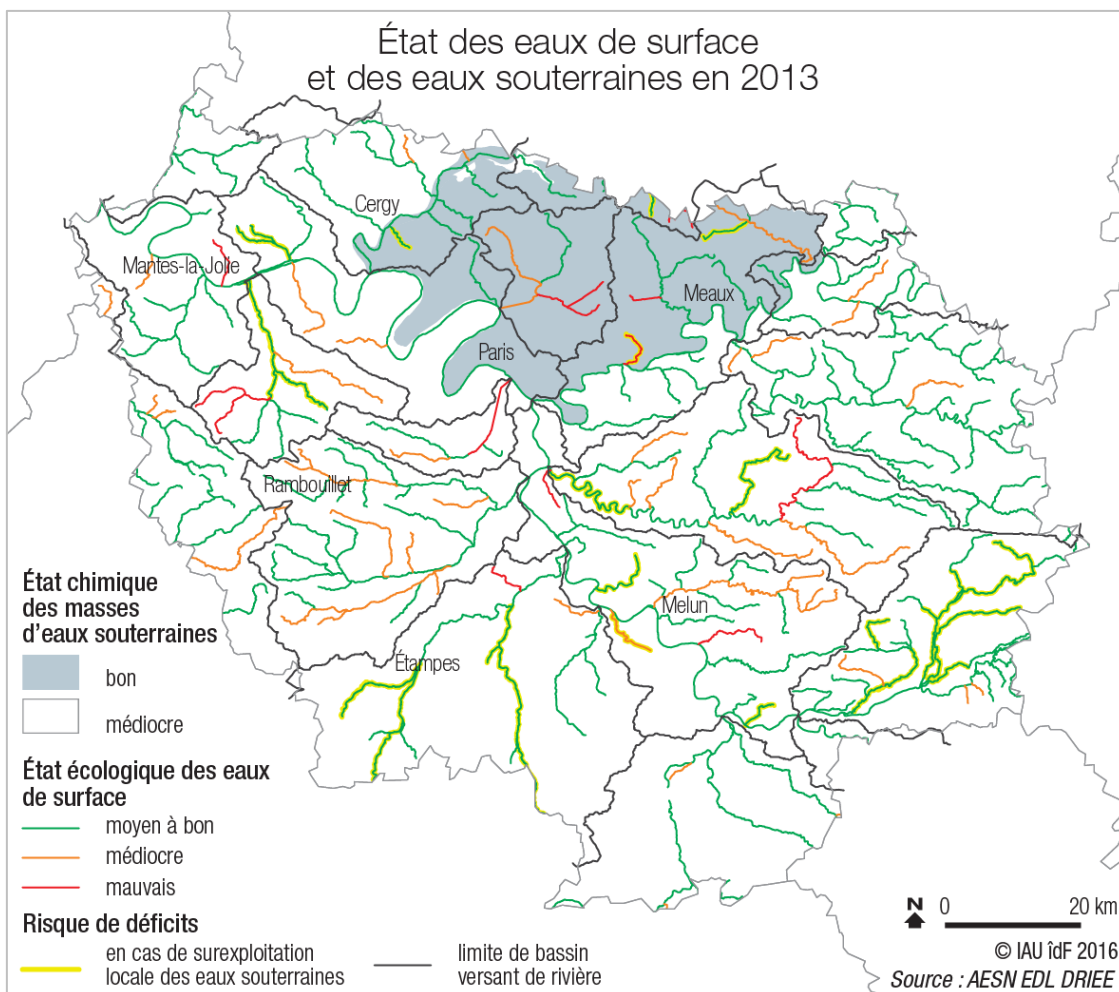 État des eaux de surface
et des eaux souterraines en 2013
Cergy
Mantes-la-Jolie
Meaux
Paris
Rambouillet
Melun
Étampes
État chimique
des masses
d'eaux souterraines
bon
médiocre
État écologique des eaux
de surface
moyen à bon
médiocre
mauvais
Risque de déficits
en cas de surexploitation
locale des eaux souterraines
limite de bassin
versant de rivière
N 0 20 km
© IAU îdF 2016
Source : AESN EDL DRIEE